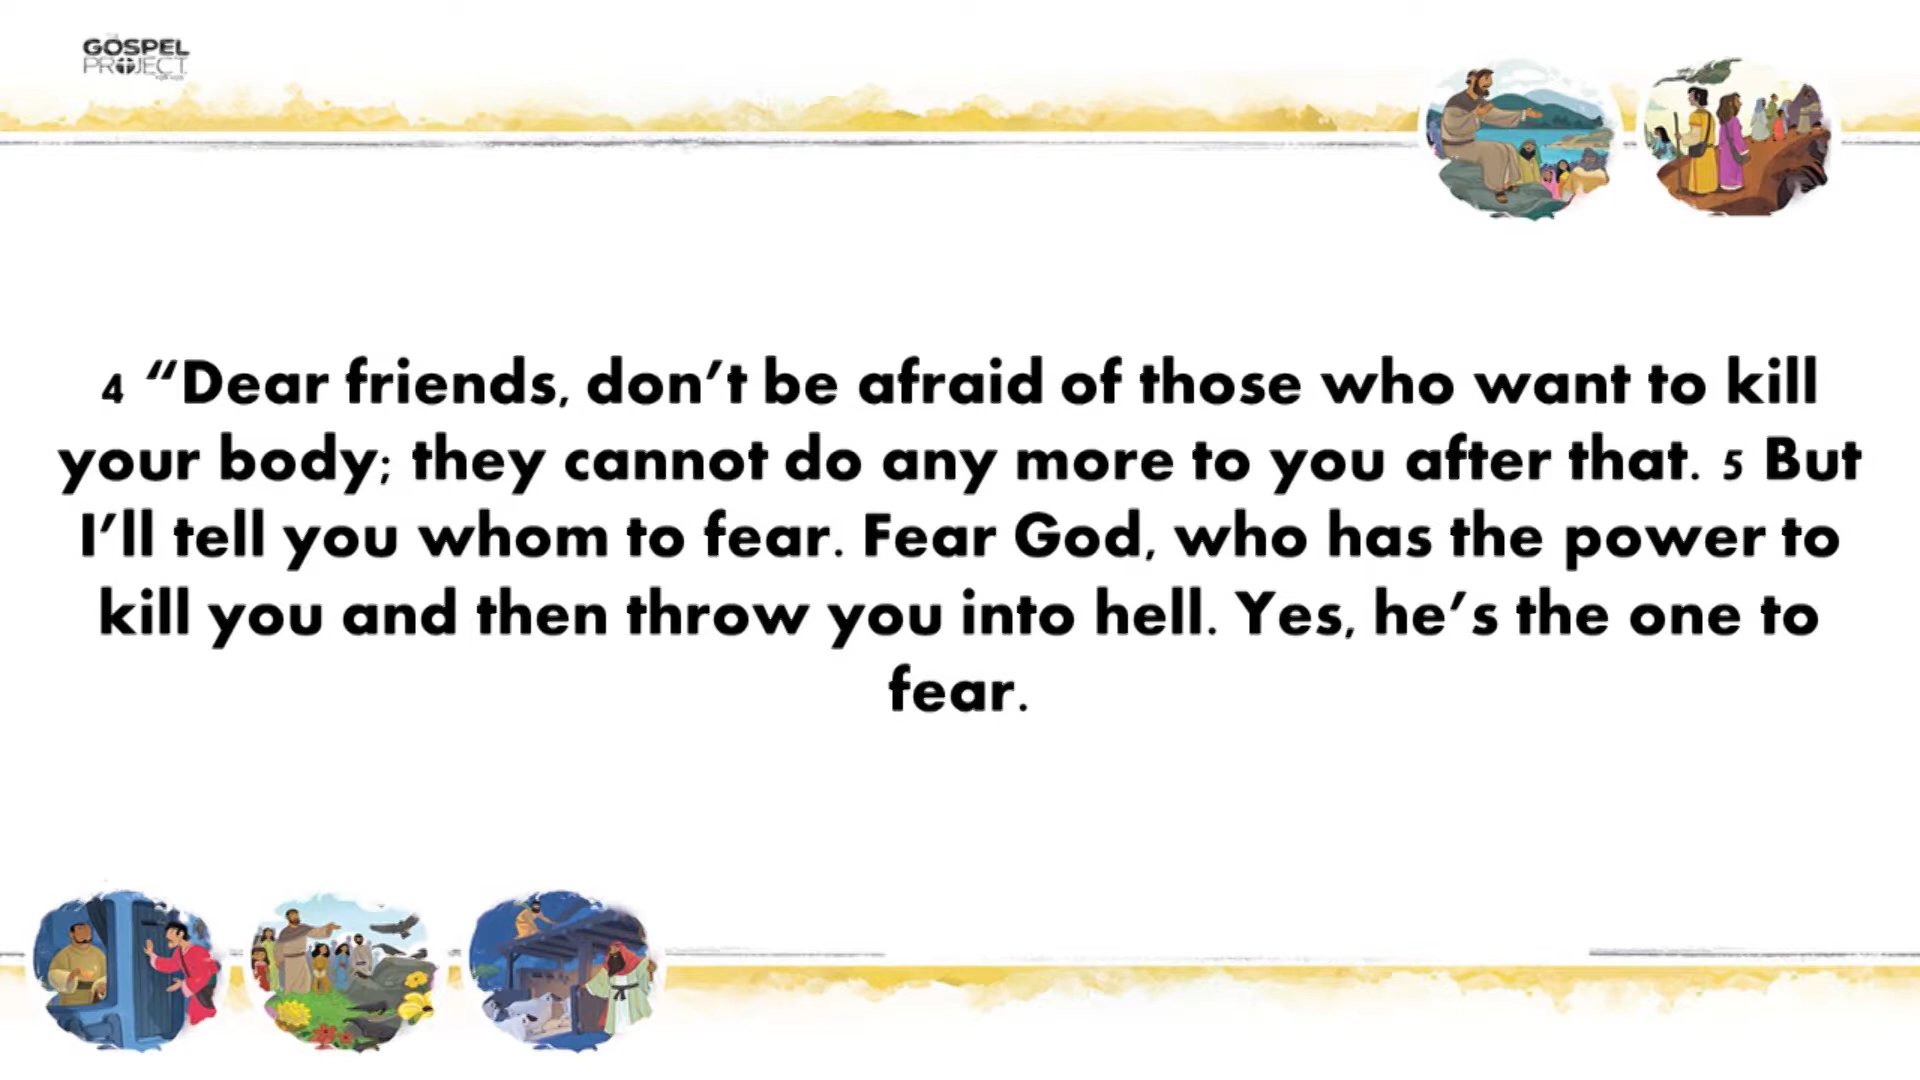 GOSPEL
PROJECT
4 “Dear friends, don’t be afraid of those who want to kill
your body; they cannot do any more to you after that. 5 But
I’ll tell you whom to fear. Fear God, who has the power to
kill you and then throw you into hell. Yes, he’s the one to
fear.